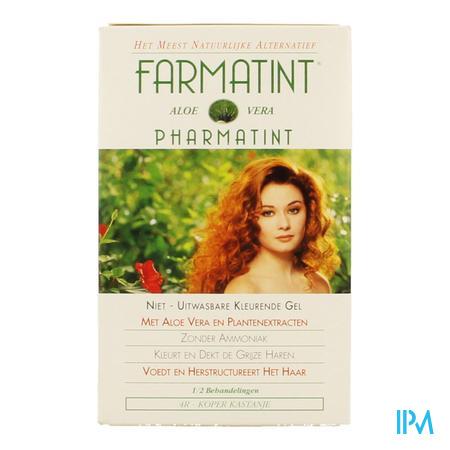 Het Meest Natuurlijke Alternatief
FARMATINT®
ALOE VERA
PHARMATINT
Niet - Uitwasbare Kleurende Gel
Met Aloe Vera en Plantenextracten
Zonder Ammoniak
Kleurt en Dekt de Grijze Haren
Voedt en Herstructureert Het Haar
1/2 Behandelingen
4R - KOPER KASTANJE
IPM